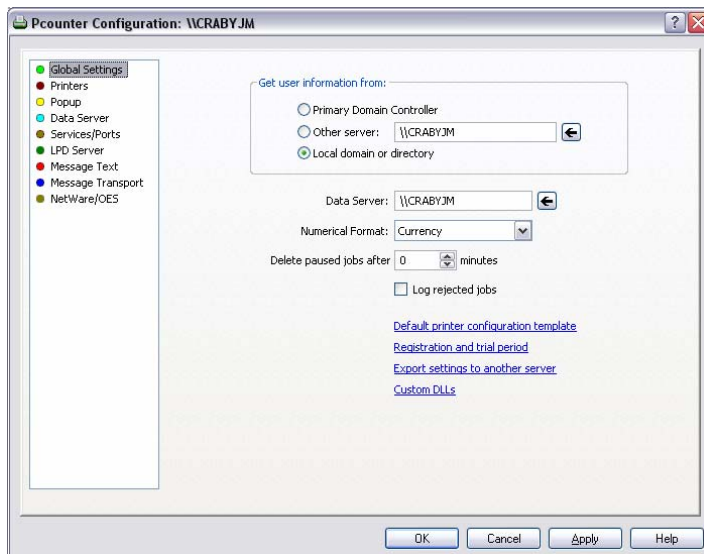 Pcounter Configuration: \\CRABYJM
Global Settings
Printers
Popup
Data Server
Services/Ports
LPD Server
Message Text
Message Transport
NetWare/OES
Get user information from:
Primary Domain Controller
Other server: \\CRABYJM
Local domain or directory
Data Server: \\CRABYJM
Numerical Format: Currency
Delete paused jobs after 0 minutes
Log rejected jobs
Default printer configuration template
Registration and trial period
Export settings to another server
Custom DLLs
OK Cancel Apply Help